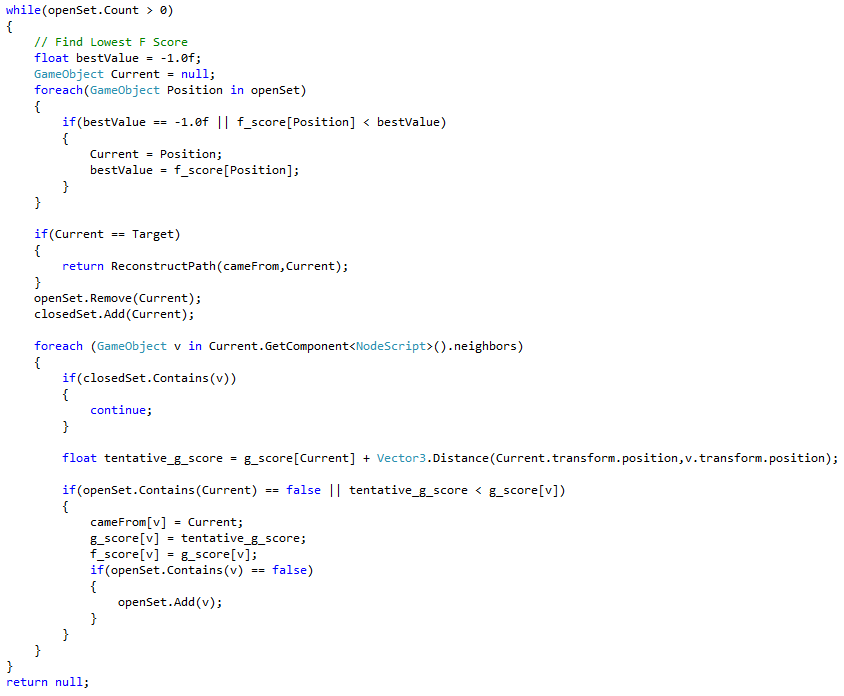 while(openSet.Count > 0)
{
    // Find Lowest F Score
    float bestValue = -1.0f;
    GameObject Current = null;
    foreach(GameObject Position in openSet)
    {
        if(bestValue == -1.0f || f_score[Position] < bestValue)
        {
            Current = Position;
            bestValue = f_score[Position];
        }
    }

    if(Current == Target)
    {
        return ReconstructPath(cameFrom,Current);
    }
    openSet.Remove(Current);
    closedSet.Add(Current);

    foreach (GameObject v in Current.GetComponent<NodeScript>().neighbors)
    {
        if(closedSet.Contains(v))
        {
            continue;
        }

        float tentative_g_score = g_score[Current] + Vector3.Distance(Current.transform.position,v.transform.position);

        if(openSet.Contains(Current) == false || tentative_g_score < g_score[v])
        {
            cameFrom[v] = Current;
            g_score[v] = tentative_g_score;
            f_score[v] = g_score[v];
            if(openSet.Contains(v) == false)
            {
                openSet.Add(v);
            }
        }
    }
}
return null;